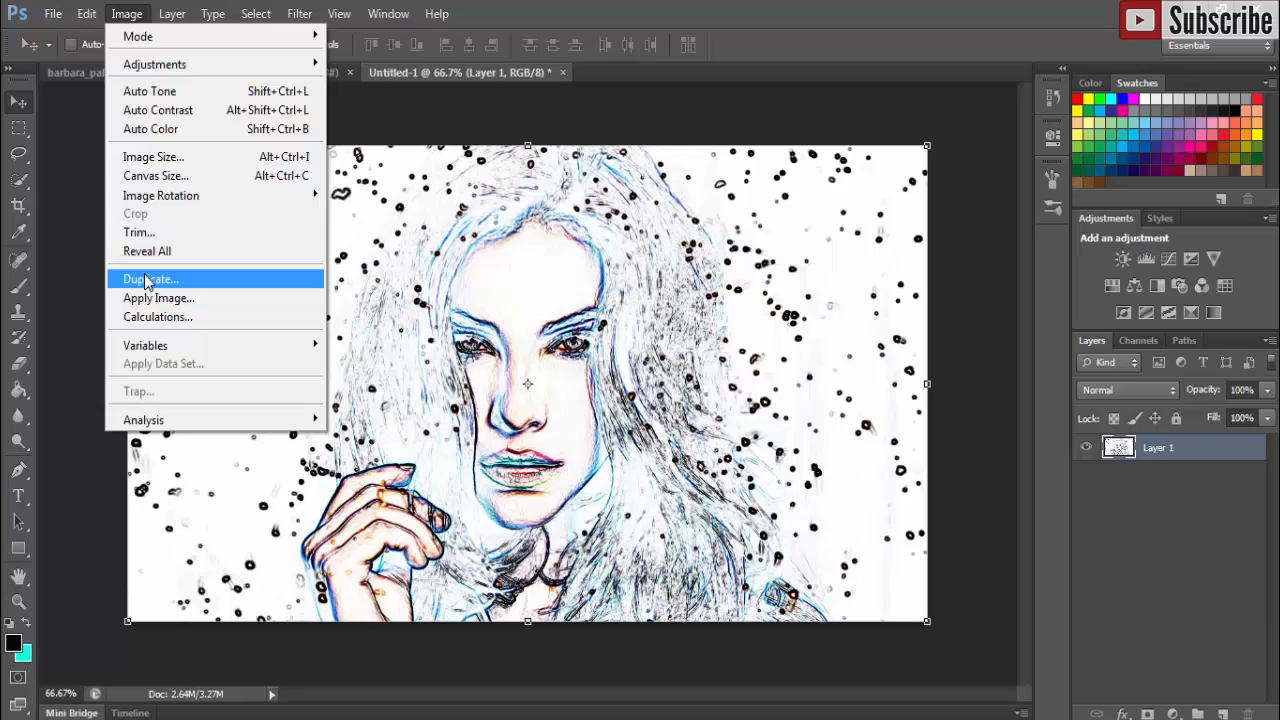 Ps File Edit Image Layer Type Select Filter View Window Help
Subscribe
Essentials
Auto-
barbara_pal
Untitled-1 @ 66.7% (Layer 1, RGB/8) *
Mode
Adjustments
Auto Tone Shift+Ctrl+L
Auto Contrast Alt+Shift+Ctrl+L
Auto Color Shift+Ctrl+B
Image Size... Alt+Ctrl+I
Canvas Size... Alt+Ctrl+C
Image Rotation
Crop
Trim...
Reveal All
Duplicate...
Apply Image...
Calculations...
Variables
Apply Data Set...
Trap...
Analysis
Color Swatches
Adjustments Styles
Add an adjustment
Layers Channels Paths
Kind
Normal Opacity: 100%
Lock: Fill: 100%
Layer 1
66.67% Doc: 2.64M/3.27M
Mini Bridge Timeline